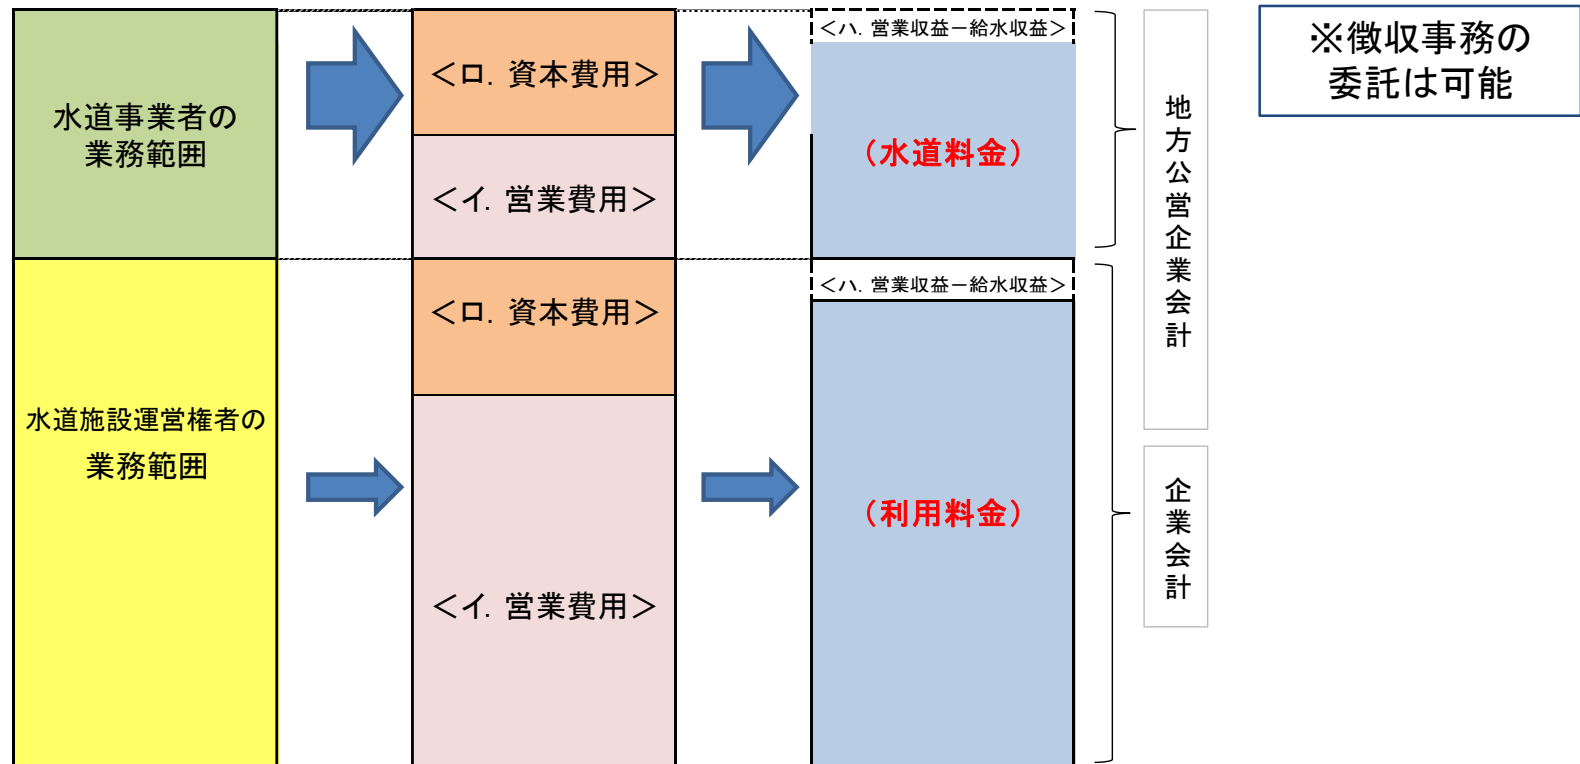 水道事業者の
業務範囲
<ロ. 資本費用>
<イ. 営業費用>
<ハ. 営業収益-給水収益>
(水道料金)
地方公営企業会計
※徴収事務の
委託は可能
水道施設運営権者の
業務範囲
<ロ. 資本費用>
<イ. 営業費用>
<ハ. 営業収益-給水収益>
(利用料金)
企業会計